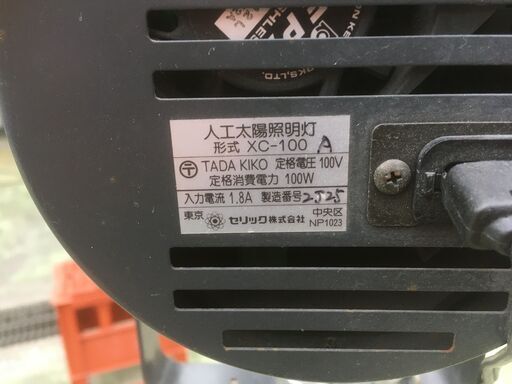 人工太陽照明灯
形式 XC-100 A
〒 TADA KIKO 定格電圧 100V
定格消費電力 100W
入力電流 1.8A 製造番号 2525
東京 セリック株式会社 中央区
NP1023